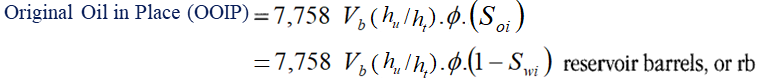 Original Oil in Place (OOIP) = 7,758 V_b (h_u/h_t).ϕ.(S_oi)
= 7,758 V_b (h_u/h_t).ϕ.(1 − S_wi) reservoir barrels, or rb